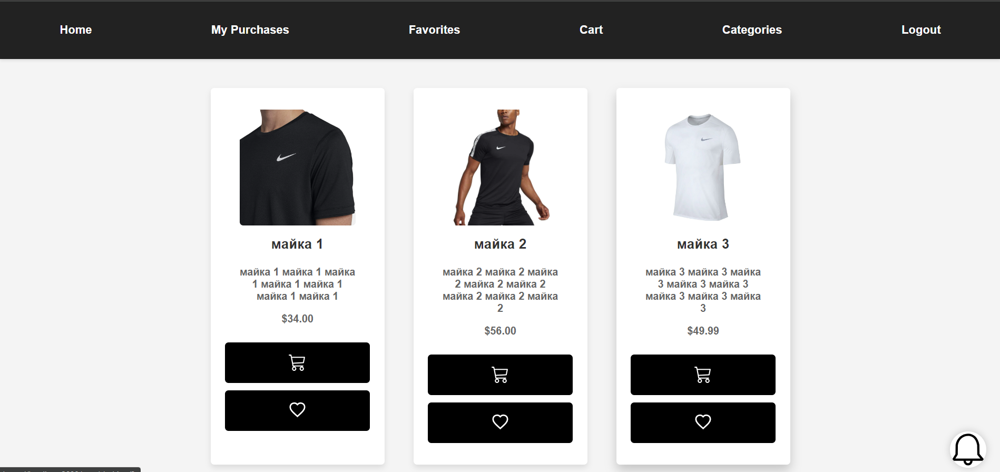 Home
My Purchases
Favorites
Cart
Categories
Logout
майка 1
майка 1 майка 1 майка
1 майка 1 майка 1
майка 1 майка 1
$34.00
майка 2
майка 2 майка 2 майка
2 майка 2 майка 2
майка 2 майка 2 майка
2
$56.00
майка 3
майка 3 майка 3 майка
3 майка 3 майка 3
майка 3 майка 3 майка
3
$49.99